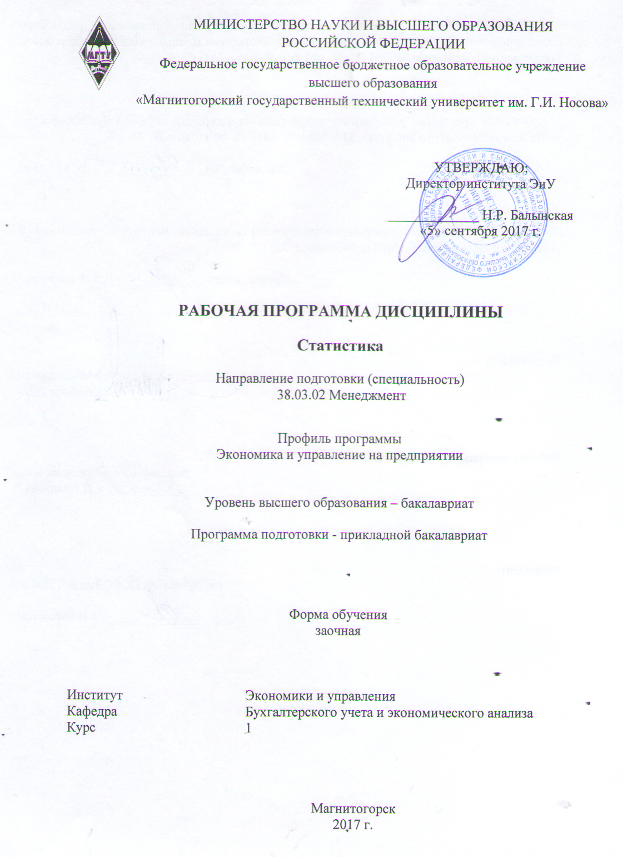 МГТУ
МИНИСТЕРСТВО НАУКИ И ВЫСШЕГО ОБРАЗОВАНИЯ
РОССИЙСКОЙ ФЕДЕРАЦИИ
Федеральное государственное бюджетное образовательное учреждение
высшего образования
«Магнитогорский государственный технический университет им. Г.И. Носова»
УТВЕРЖДАЮ:
Директор института ЭиУ
Н.Р. Балынская
«5» сентября 2017 г.
РАБОЧАЯ ПРОГРАММА ДИСЦИПЛИНЫ
Статистика
Направление подготовки (специальность)
38.03.02 Менеджмент
Профиль программы
Экономика и управление на предприятии
Уровень высшего образования – бакалавриат
Программа подготовки - прикладной бакалавриат
Форма обучения
заочная
Институт Экономики и управления
Кафедра Бухгалтерского учета и экономического анализа
Курс 1
Магнитогорск
2017 г.